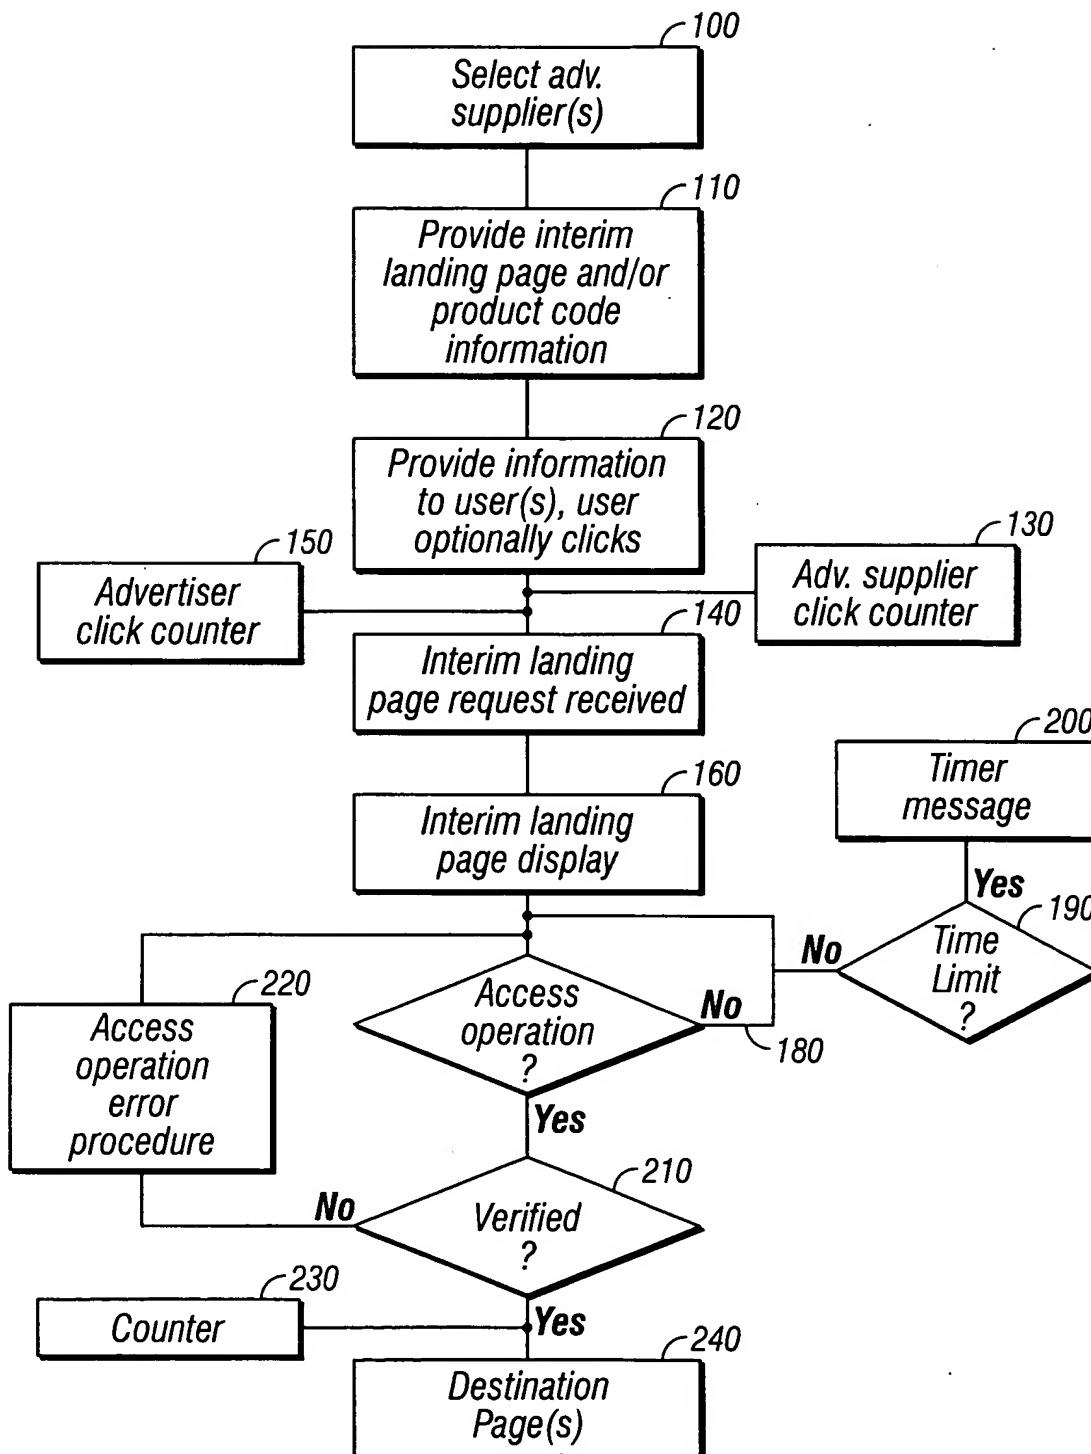 100
Select adv.
supplier(s)
110
Provide interim
landing page and/or
product code
information
120
Provide information
to user(s), user
optionally clicks
150
Advertiser
click counter
130
Adv. supplier
click counter
140
Interim landing
page request received
160
Interim landing
page display
200
Timer
message
Yes
190
Time
Limit
?
No
Access
operation
?
No
180
220
Access
operation
error
procedure
Yes
210
Verified
?
No
230
Counter
Yes
240
Destination
Page(s)